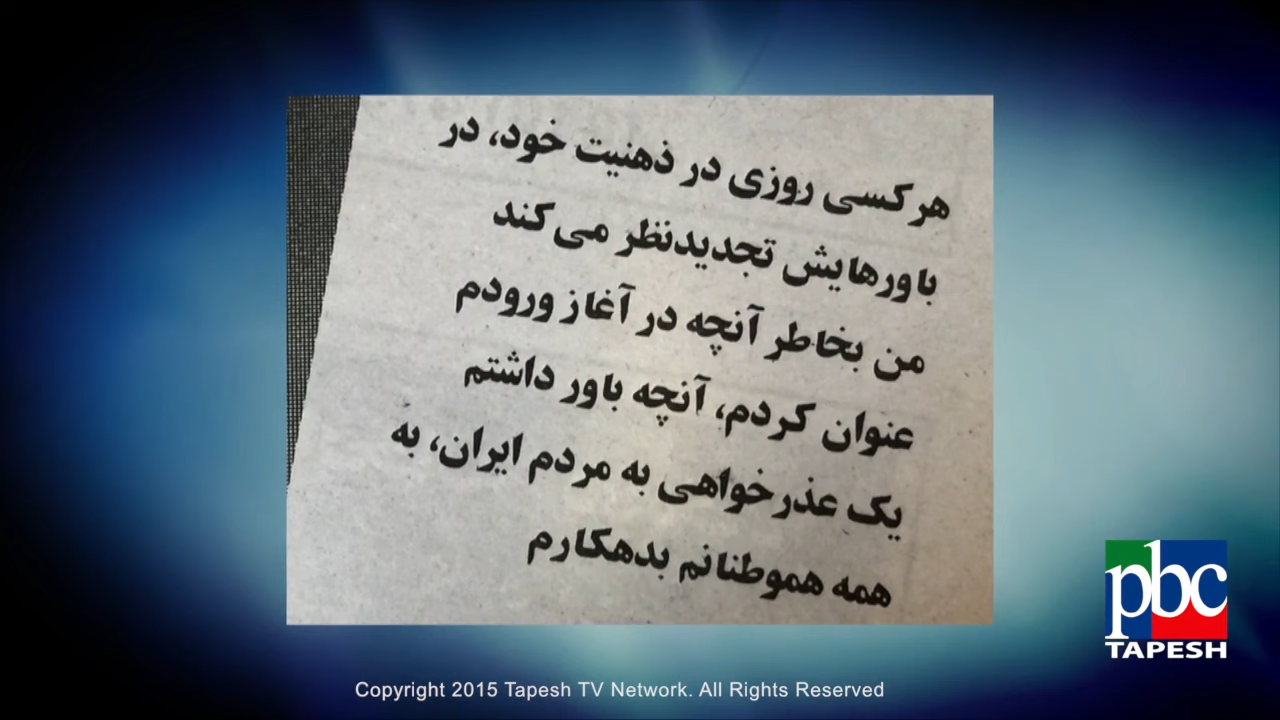 هر کسی روزی در ذهنیت خود، در
باورهایش تجدیدنظر می‌کند
من بخاطر آنچه در آغاز ورودم
عنوان کردم، آنچه باور داشتم
یک عذرخواهی به مردم ایران، به
همه هموطنانم بدهکارم
pbc
TAPESH
Copyright 2015 Tapesh TV Network. All Rights Reserved